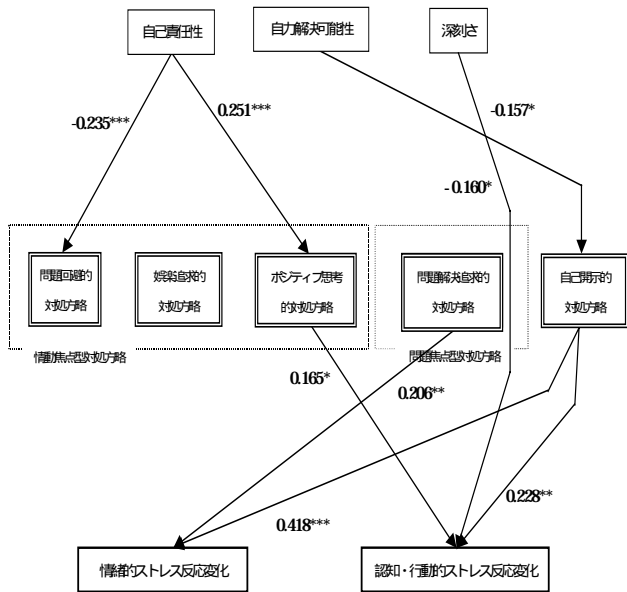 自己責任性
自力解決可能性
深刻さ
-0.235***
0.251***
-0.157*
- 0.160*
問題回避的
対処方略
娯楽追求的
対処方略
ポジティブ思考
的対処方略
問題解決追求的
対処方略
自己開示的
対処方略
情動焦点型対処方略
問題焦点型対処方略
0.165*
0.206**
0.418***
0.228**
情緒的ストレス反応変化
認知・行動的ストレス反応変化